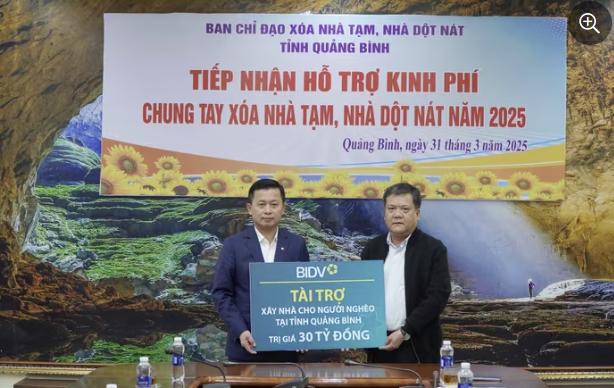 BAN CHỈ ĐẠO XÓA NHÀ TẠM, NHÀ DỘT NÁT
TỈNH QUẢNG BÌNH
TIẾP NHẬN HỖ TRỢ KINH PHÍ
CHUNG TAY XÓA NHÀ TẠM, NHÀ DỘT NÁT NĂM 2025
Quảng Bình, ngày 31 tháng 3 năm 2025
BIDV
TÀI TRỢ
XÂY NHÀ CHO NGƯỜI NGHÈO
TẠI TỈNH QUẢNG BÌNH
TRỊ GIÁ 30 TỶ ĐỒNG